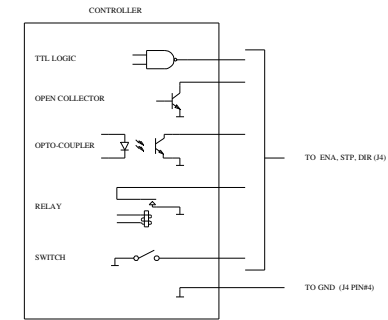 CONTROLLER
TTL LOGIC
OPEN COLLECTOR
OPTO-COUPLER
TO ENA, STP, DIR (J4)
RELAY
SWITCH
TO GND (J4 PIN#4)